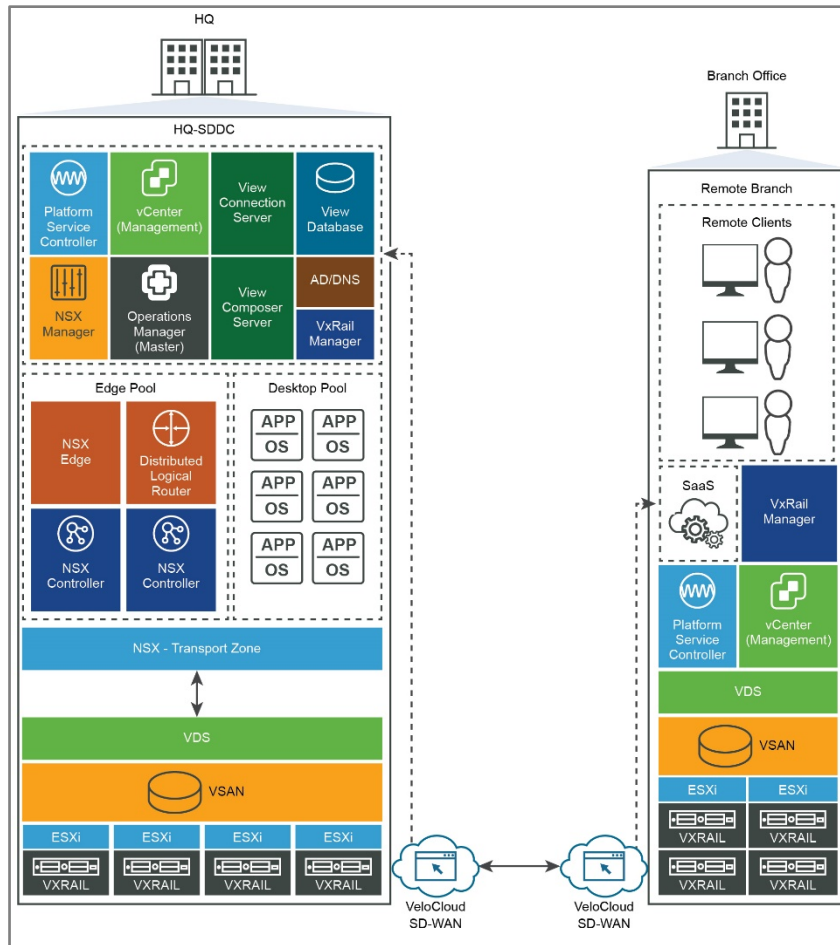 HQ
HQ-SDDC
Platform
Service
Controller
vCenter
(Management)
View
Connection
Server
View
Database
NSX
Manager
Operations
Manager
(Master)
View
Composer
Server
AD/DNS
VxRail
Manager
Edge Pool
NSX
Edge
Distributed
Logical
Router
NSX
Controller
NSX
Controller
Desktop Pool
APP
OS
APP
OS
APP
OS
APP
OS
APP
OS
APP
OS
NSX - Transport Zone
VDS
VSAN
ESXi
ESXi
ESXi
ESXi
VXRAIL
VXRAIL
VXRAIL
VXRAIL
VeloCloud
SD-WAN
VeloCloud
SD-WAN
Branch Office
Remote Branch
Remote Clients
SaaS
VxRail
Manager
Platform
Service
Controller
vCenter
(Management)
VDS
VSAN
ESXi
ESXi
VXRAIL
VXRAIL
VXRAIL
VXRAIL